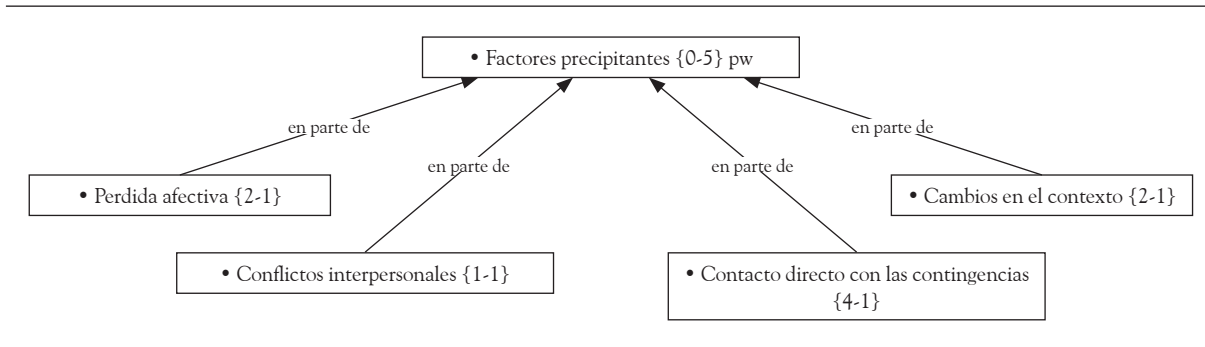 • Factores precipitantes {0-5} pw
en parte de
en parte de
en parte de
en parte de
• Perdida afectiva {2-1}
• Cambios en el contexto {2-1}
• Conflictos interpersonales {1-1}
• Contacto directo con las contingencias
{4-1}